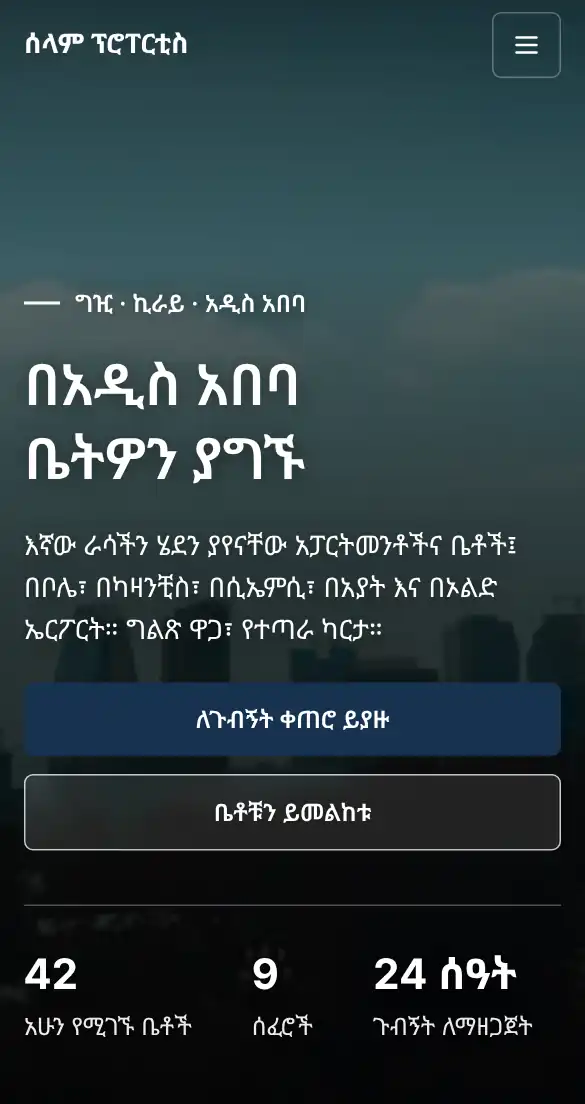 ሰላም ፕሮፐርቲስ
ግዢ · ኪራይ · አዲስ አበባ
በአዲስ አበባ
ቤትዎን ያግኙ
እኛው ራሳችን ሄደን ያየናቸው አፓርትመንቶችና ቤቶች፤
በቦሌ፣ በካዛንቺስ፣ በሲኤምሲ፣ በአያት እና በኦልድ
ኤርፖርት። ግልጽ ዋጋ፣ የተጣራ ካርታ።
ለጉብኝት ቀጠሮ ይያዙ
ቤቶቹን ይመልከቱ
42 9 24 ሰዓት
አሁን የሚገኙ ቤቶች ሰፈሮች ጉብኝት ለማዘጋጀት